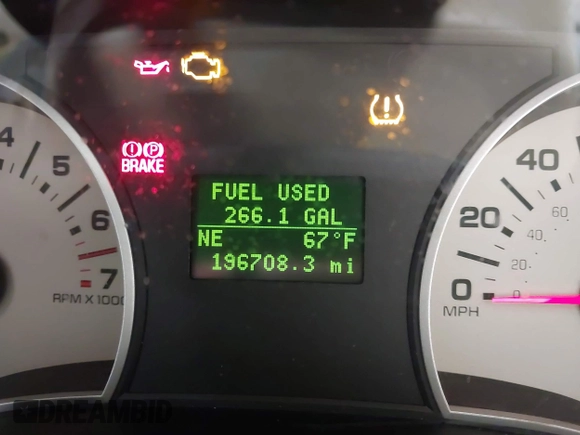 4
5
6
7
RPM X 1000
(!) (P)
BRAKE
FUEL USED
266.1 GAL
NE 67°F
196708.3 mi
40
20
0
MPH
60
40
20
0
DREAMBID